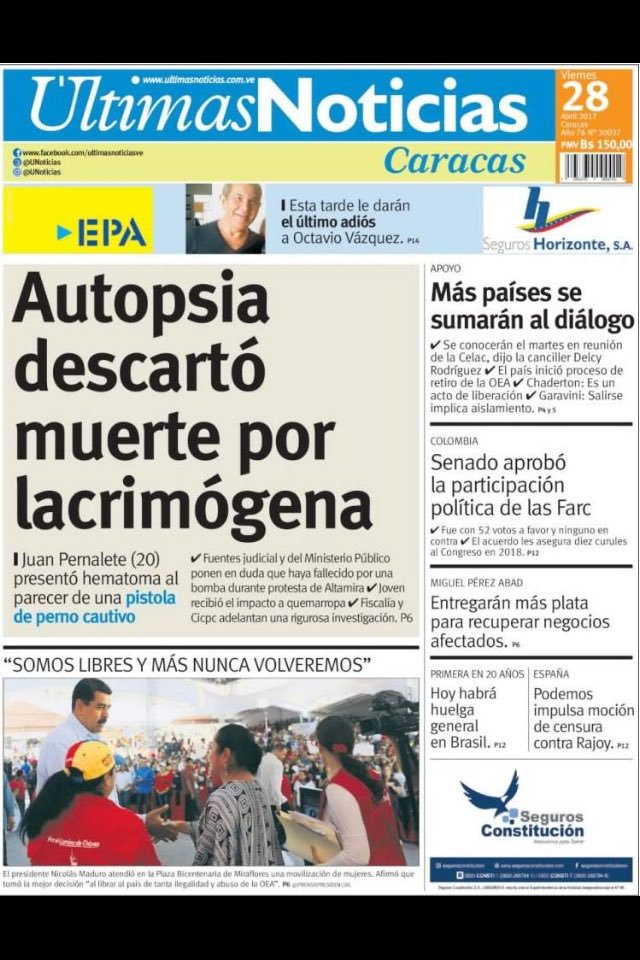 www.ultimasnoticias.com.ve
ÚltimasNoticias
Caracas
www.facebook.com/ultimasnoticiasve
@UNoticias
@UNoticias
Viernes
28
Abril 2017
Caracas
Año 76 N° 30037
PMV Bs 150,00
EPA
Esta tarde le darán
el último adiós
a Octavio Vázquez. P14
Seguros Horizonte, S.A.
Autopsia
descartó
muerte por
lacrimógena
Juan Pernalete (20)
presentó hematoma al
parecer de una pistola
de perno cautivo
✔ Fuentes judicial y del Ministerio Público
ponen en duda que haya fallecido por una
bomba durante protesta de Altamira ✔ Joven
recibió el impacto a quemarropa ✔ Fiscalía y
Cicpc adelantan una rigurosa investigación. P6
APOYO
Más países se
sumarán al diálogo
✔ Se conocerán el martes en reunión
de la Celac, dijo la canciller Delcy
Rodríguez ✔ El país inició proceso de
retiro de la OEA ✔ Chaderton: Es un
acto de liberación ✔ Garavini: Salirse
implica aislamiento. P4 y 5
COLOMBIA
Senado aprobó
la participación
política de las Farc
✔ Fue con 52 votos a favor y ninguno en
contra ✔ El acuerdo les asegura diez curules
al Congreso en 2018. P12
MIGUEL PÉREZ ABAD
Entregarán más plata
para recuperar negocios
afectados. P6
PRIMERA EN 20 AÑOS
Hoy habrá
huelga
general
en Brasil. P12
ESPAÑA
Podemos
impulsa moción
de censura
contra Rajoy. P12
“SOMOS LIBRES Y MÁS NUNCA VOLVEREMOS”
El presidente Nicolás Maduro atendió en la Plaza Bicentenaria de Miraflores una movilización de mujeres. Afirmó que
tomó la mejor decisión “al librar al país de tanta ilegalidad y abuso de la OEA”. P6 @PRENSAPRESIDENCIAL
Seguros
Constitución
segurosconstitucion
www.segurosconstitucion.com
segurosconstitucion